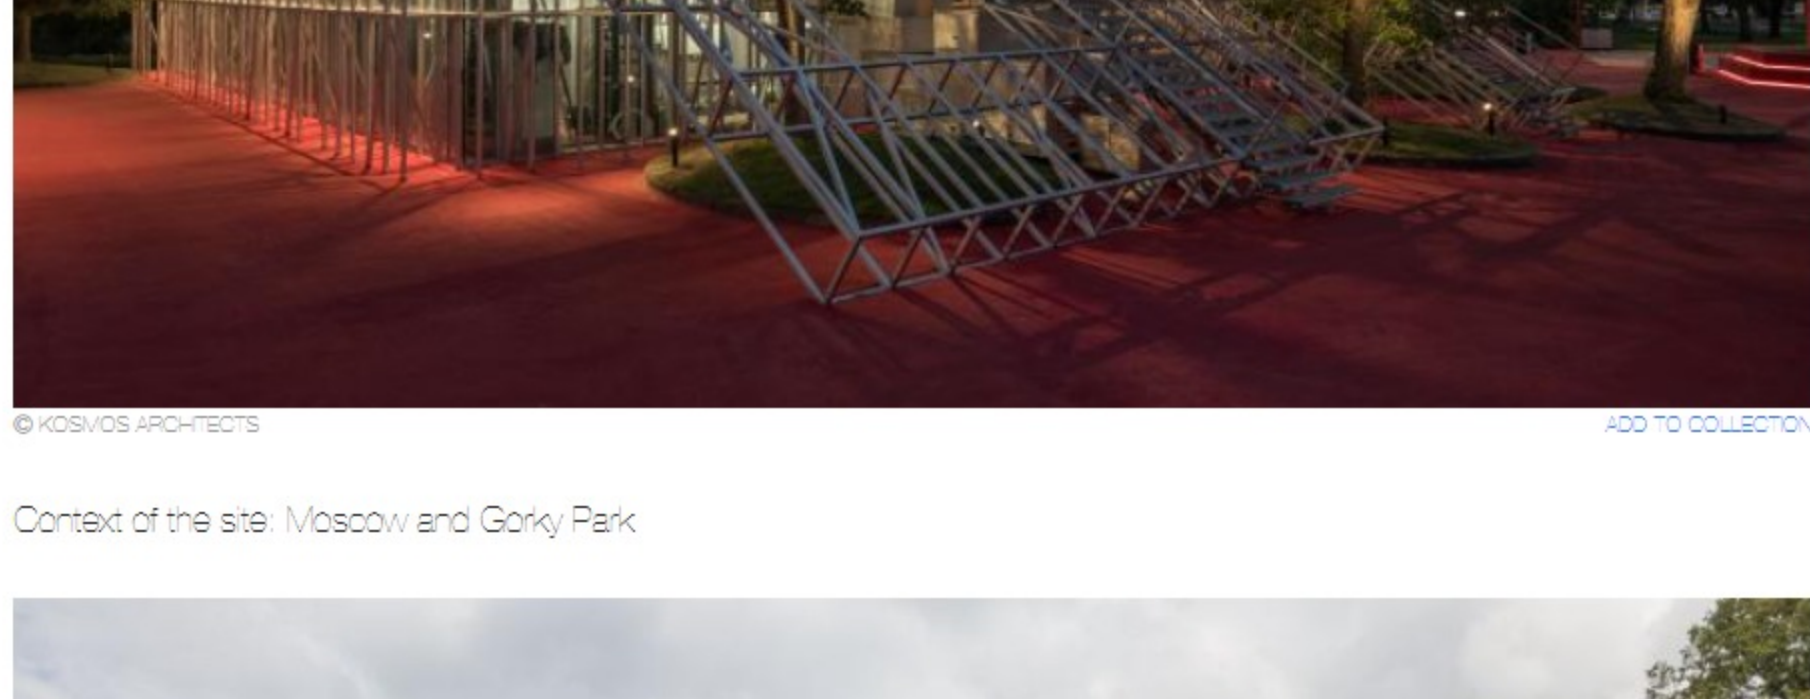 © KOSMOS ARCHITECTS
ADD TO COLLECTION
Context of the site: Moscow and Gorky Park